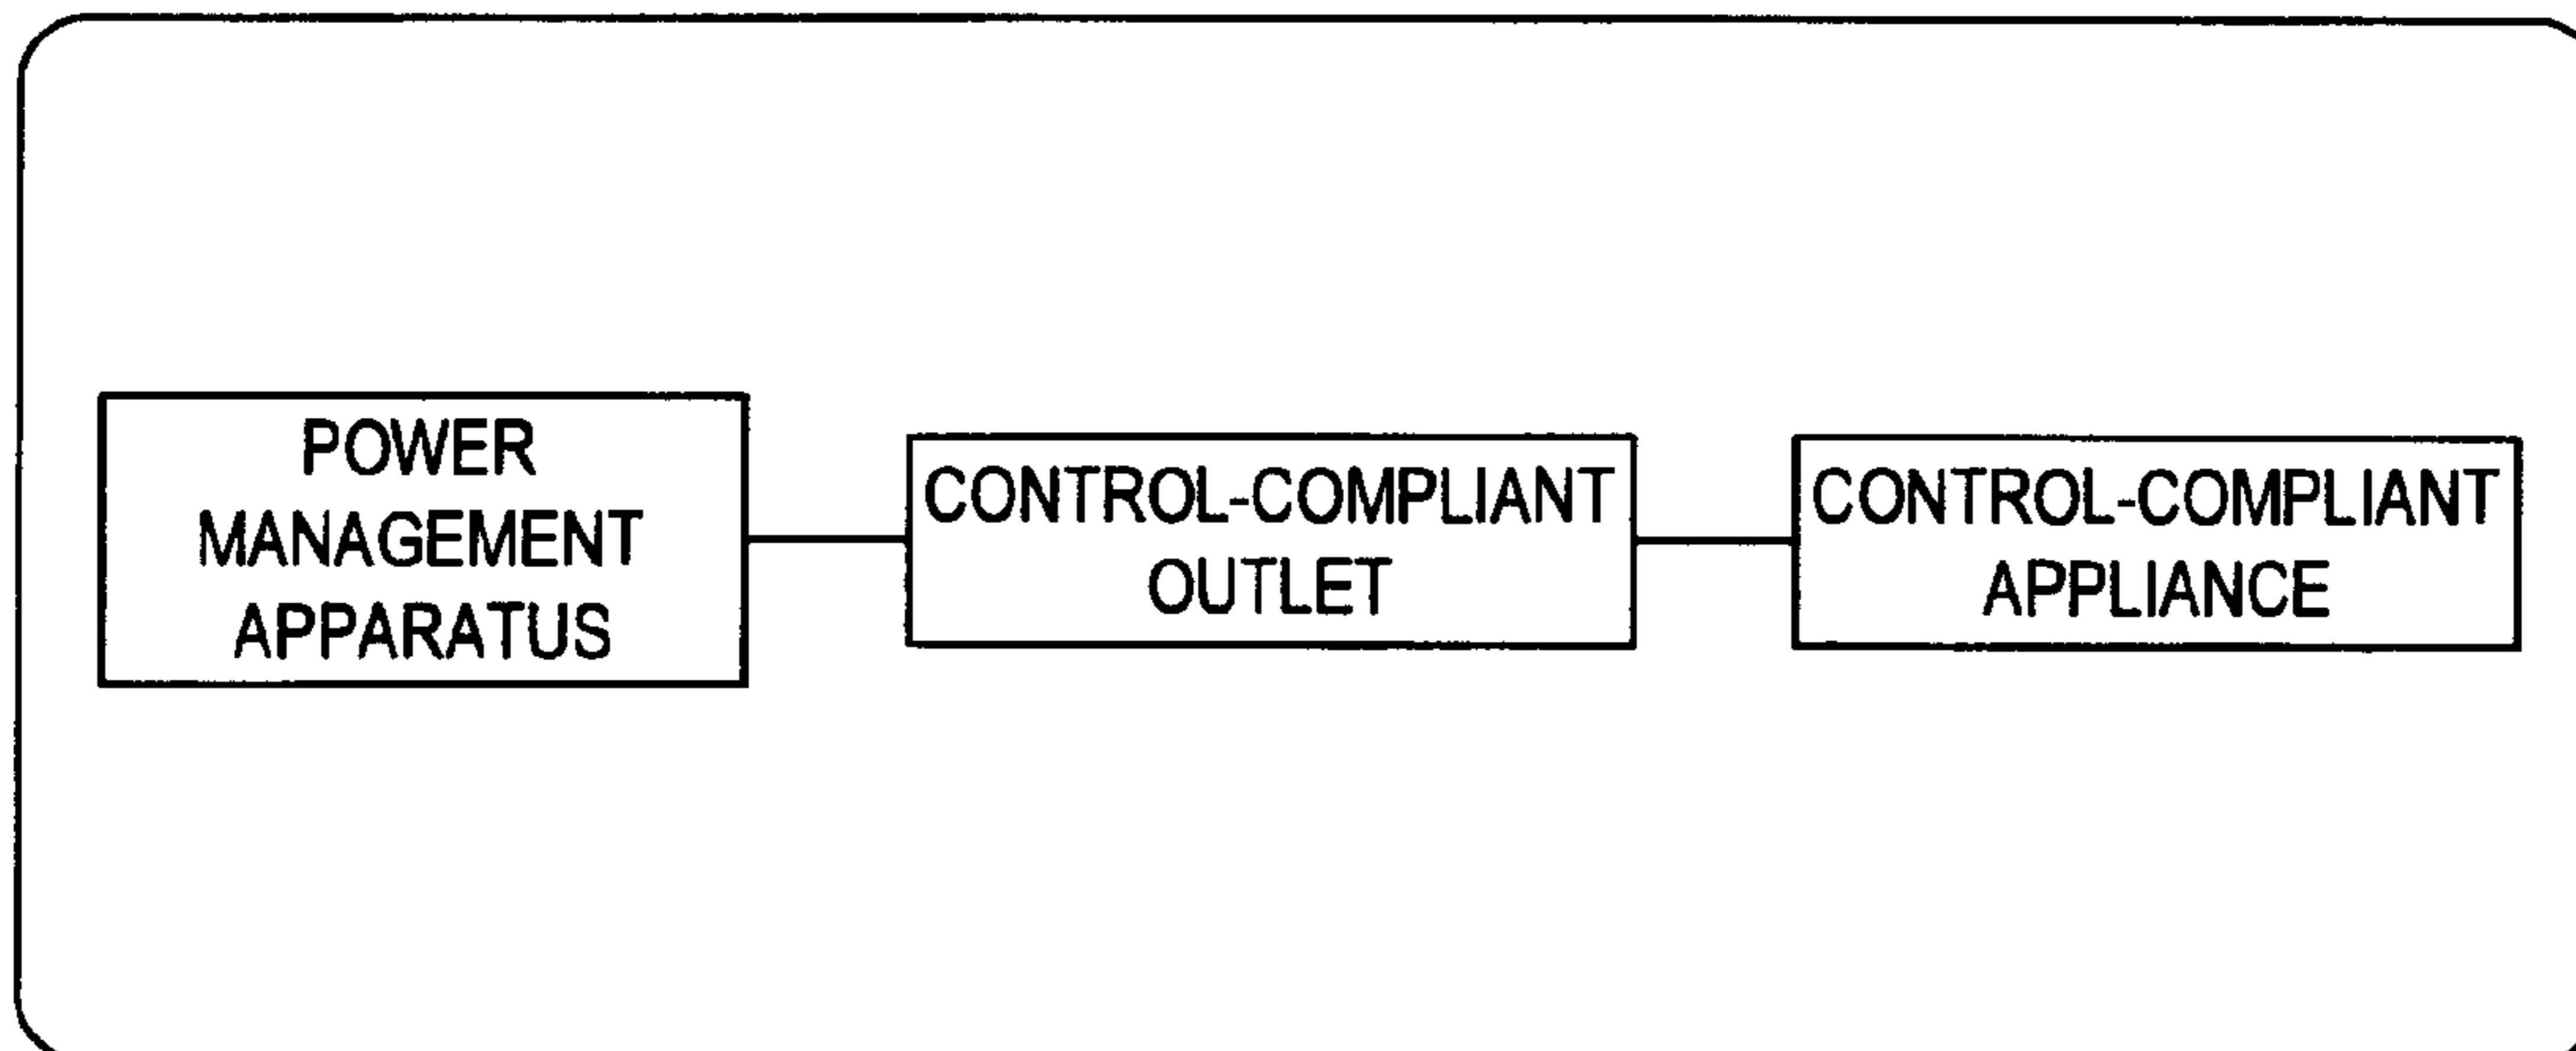 POWER
MANAGEMENT
APPARATUS
CONTROL-COMPLIANT
OUTLET
CONTROL-COMPLIANT
APPLIANCE